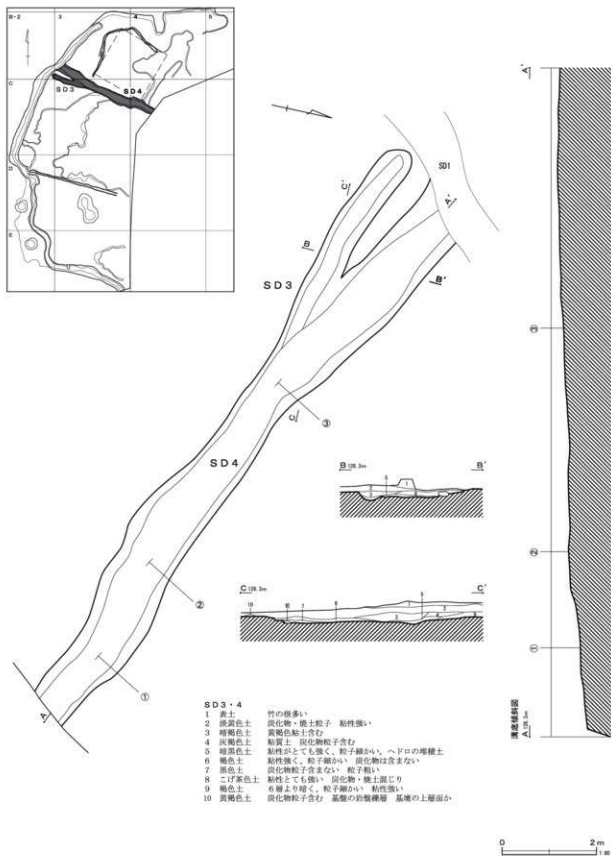 B-2 3 4 5
C
D
E
SD3 SD4
SD1
A'
C'
B
SD3
B'
C
③
SD4
②
①
A
B 128.3m B'
5
2 1
C 128.3m C'
10 6 7 8 5
A'
③
②
①
溝底傾斜図
A 128.3m
SD3・4
1 表土 竹の根多い
2 淡黄色土 炭化物・焼土粒子 粘性強い
3 暗褐色土 黄褐色粘土含む
4 灰褐色土 粘質土 炭化物粒子含む
5 暗黒色土 粘性がとても強く、粒子細かい。ヘドロの堆積土
6 褐色土 粘性強く、粒子細かい 炭化物は含まない
7 黒色土 炭化物粒子含まない 粒子粗い
8 こげ茶色土 粘性とても強い 炭化物・焼土混じり
9 褐色土 6層より暗く、粒子細かい 粘性強い
10 黄褐色土 炭化物粒子含む 基盤の岩盤礫層 基壇の上層面か
0 2m
1:80